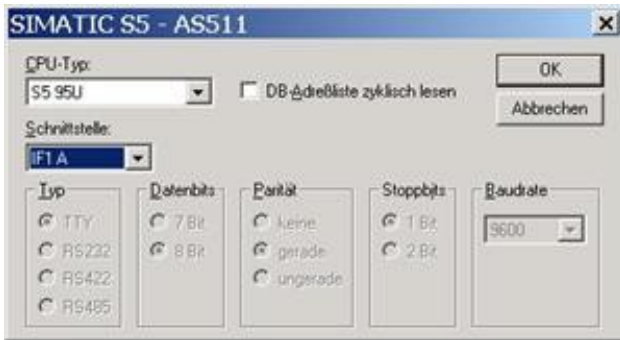 SIMATIC S5 - AS511
CPU-Typ:
S5 95U
DB-Adreßliste zyklisch lesen
OK
Abbrechen
Schnittstelle:
IF1 A
Typ
TTY
RS232
RS422
RS485
Datenbits
7 Bit
8 Bit
Parität
keine
gerade
ungerade
Stoppbits
1 Bit
2 Bit
Baudrate
9600